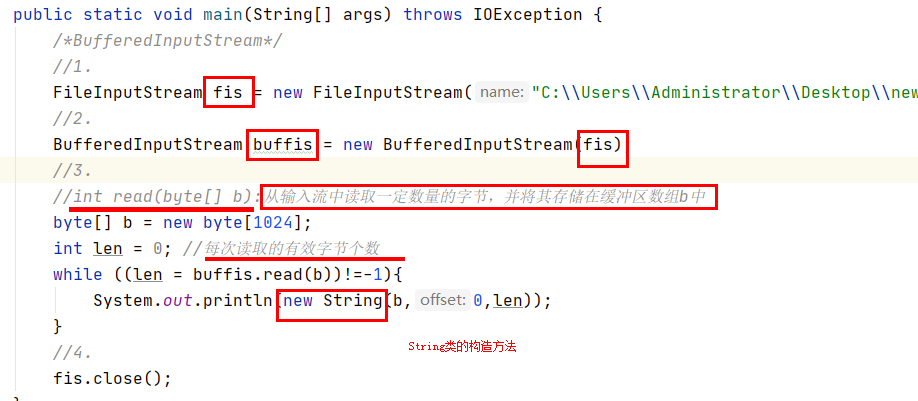 public static void main(String[] args) throws IOException {
/*BufferedInputStream*/
//1.
FileInputStream fis = new FileInputStream( name: "C:\\Users\\Administrator\\Desktop\\new
//2.
BufferedInputStream buffis = new BufferedInputStream(fis)
//3.
//int read(byte[] b):从输入流中读取一定数量的字节，并将其存储在缓冲区数组b中
byte[] b = new byte[1024];
int len = 0; //每次读取的有效字节个数
while ((len = buffis.read(b))!=-1){
System.out.println(new String(b, offset: 0,len));
}
String类的构造方法
//4.
fis.close();
}